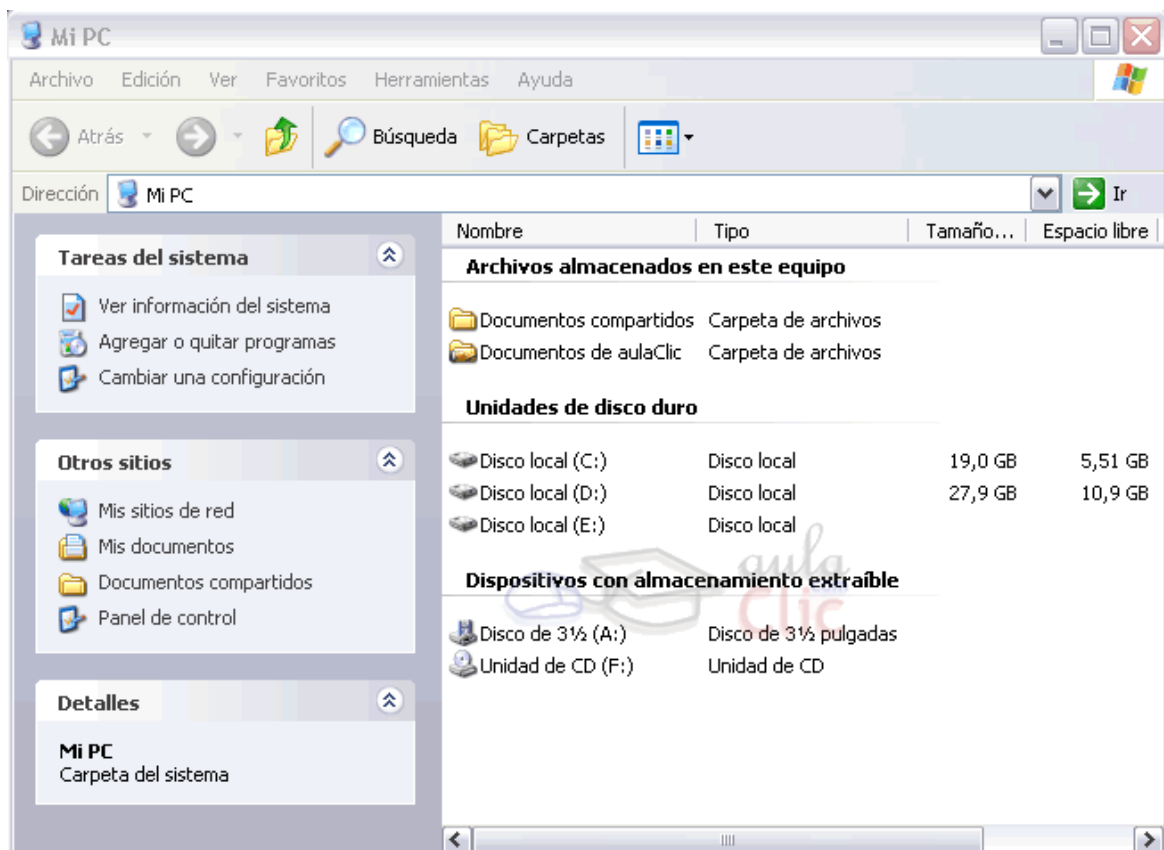 Mi PC
Archivo Edición Ver Favoritos Herramientas Ayuda
Atrás Búsqueda Carpetas
Dirección Mi PC Ir
Tareas del sistema
Ver información del sistema
Agregar o quitar programas
Cambiar una configuración
Otros sitios
Mis sitios de red
Mis documentos
Documentos compartidos
Panel de control
Detalles
Mi PC
Carpeta del sistema
Nombre Tipo Tamaño... Espacio libre
Archivos almacenados en este equipo
Documentos compartidos Carpeta de archivos
Documentos de aulaClic Carpeta de archivos
Unidades de disco duro
Disco local (C:) Disco local 19,0 GB 5,51 GB
Disco local (D:) Disco local 27,9 GB 10,9 GB
Disco local (E:) Disco local
Dispositivos con almacenamiento extraíble
Disco de 3½ (A:) Disco de 3½ pulgadas
Unidad de CD (F:) Unidad de CD
aula
Clic